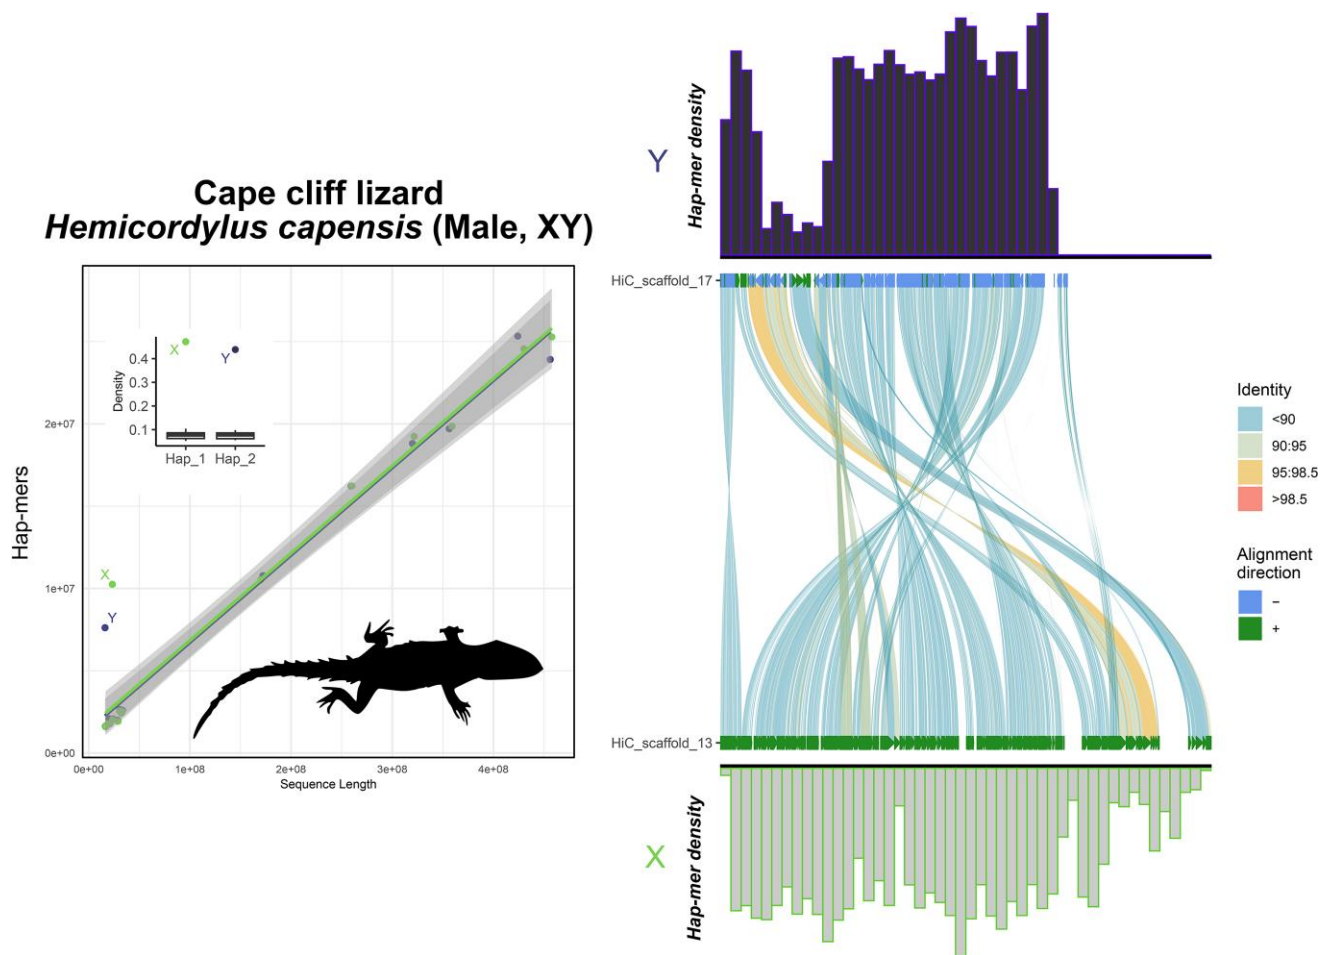 Cape cliff lizard
Hemicordylus capensis (Male, XY)
Hap-mers
2e+07
1e+07
0e+00
0e+00
1e+08
2e+08
3e+08
4e+08
Sequence Length
X
Y
Density
0.4
0.3
0.2
0.1
X
Y
Hap_1
Hap_2
Y
Hap-mer density
HiC_scaffold_17
HiC_scaffold_13
X
Hap-mer density
Identity
<90
90:95
95:98.5
>98.5
Alignment
direction
−
+